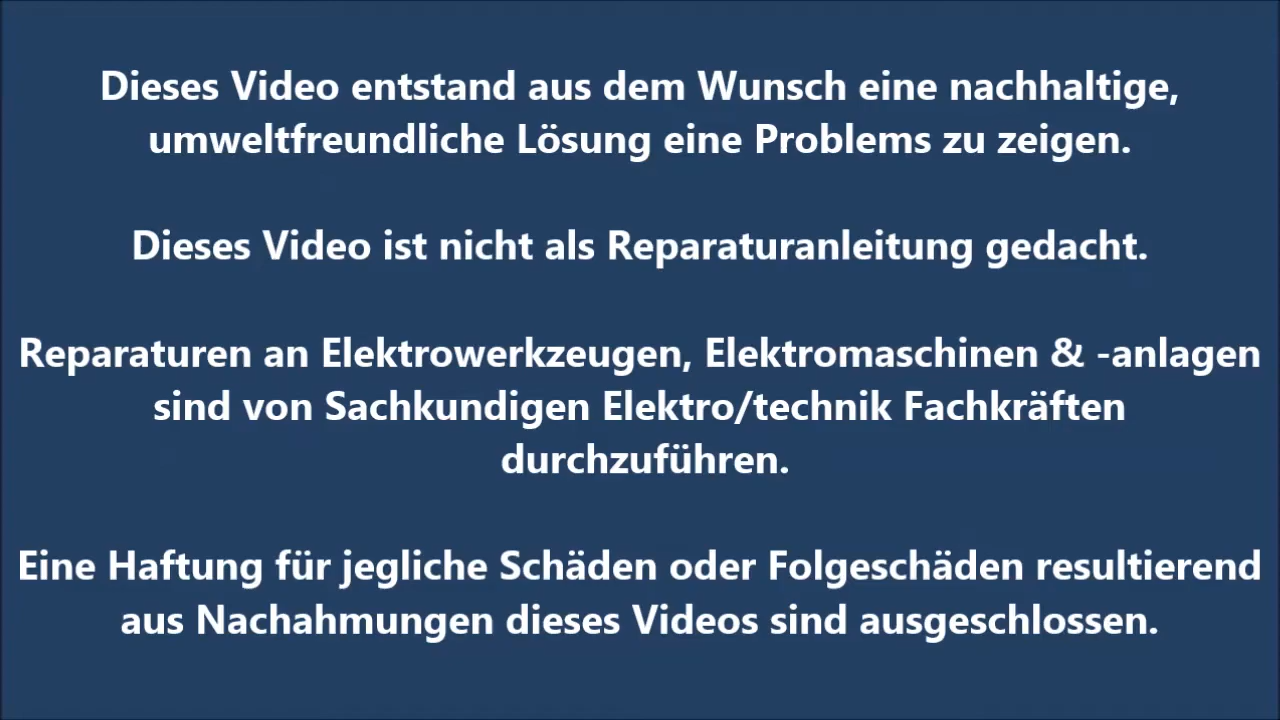 Dieses Video entstand aus dem Wunsch eine nachhaltige,
umweltfreundliche Lösung eine Problems zu zeigen.
Dieses Video ist nicht als Reparaturanleitung gedacht.
Reparaturen an Elektrowerkzeugen, Elektromaschinen & -anlagen
sind von Sachkundigen Elektro/technik Fachkräften
durchzuführen.
Eine Haftung für jegliche Schäden oder Folgeschäden resultierend
aus Nachahmungen dieses Videos sind ausgeschlossen.